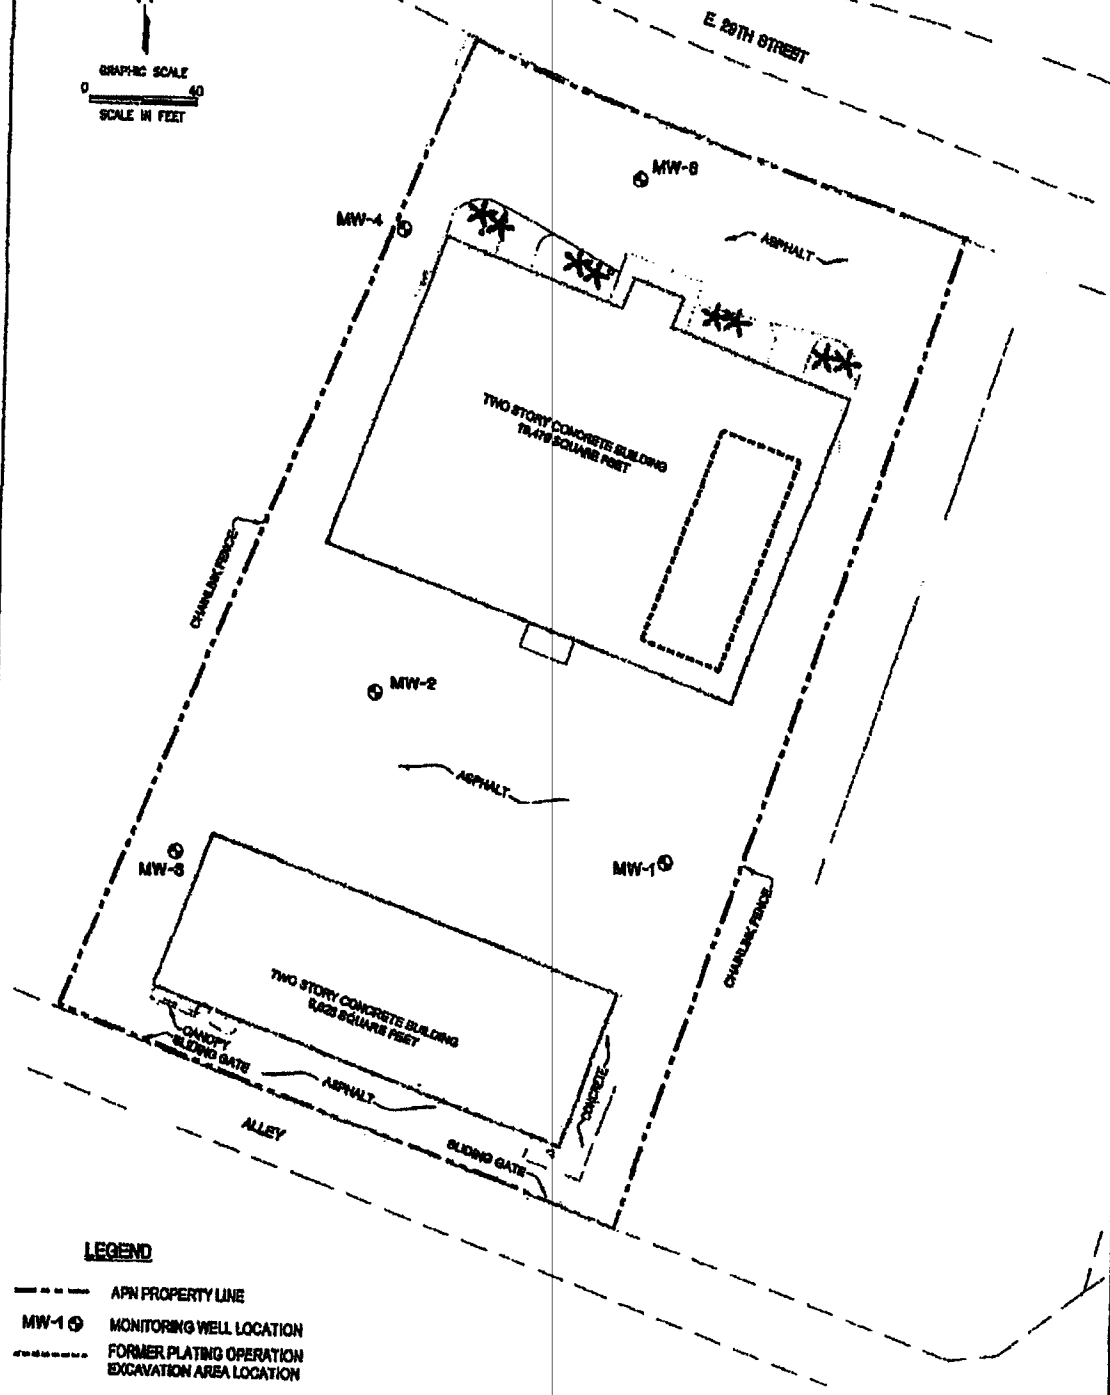 E. 29TH STREET
GRAPHIC SCALE
0 40
SCALE IN FEET
MW-6
MW-4
ASPHALT
TWO STORY CONCRETE BUILDING
SQUARE FEET
CHAINLINK FENCE
MW-2
ASPHALT
MW-3
MW-1
CHAINLINK FENCE
TWO STORY CONCRETE BUILDING
SQUARE FEET
CANOPY
SLIDING GATE
ASPHALT
CONCRETE
ALLEY
SLIDING GATE
LEGEND
APN PROPERTY LINE
MW-1 MONITORING WELL LOCATION
FORMER PLATING OPERATION
EXCAVATION AREA LOCATION